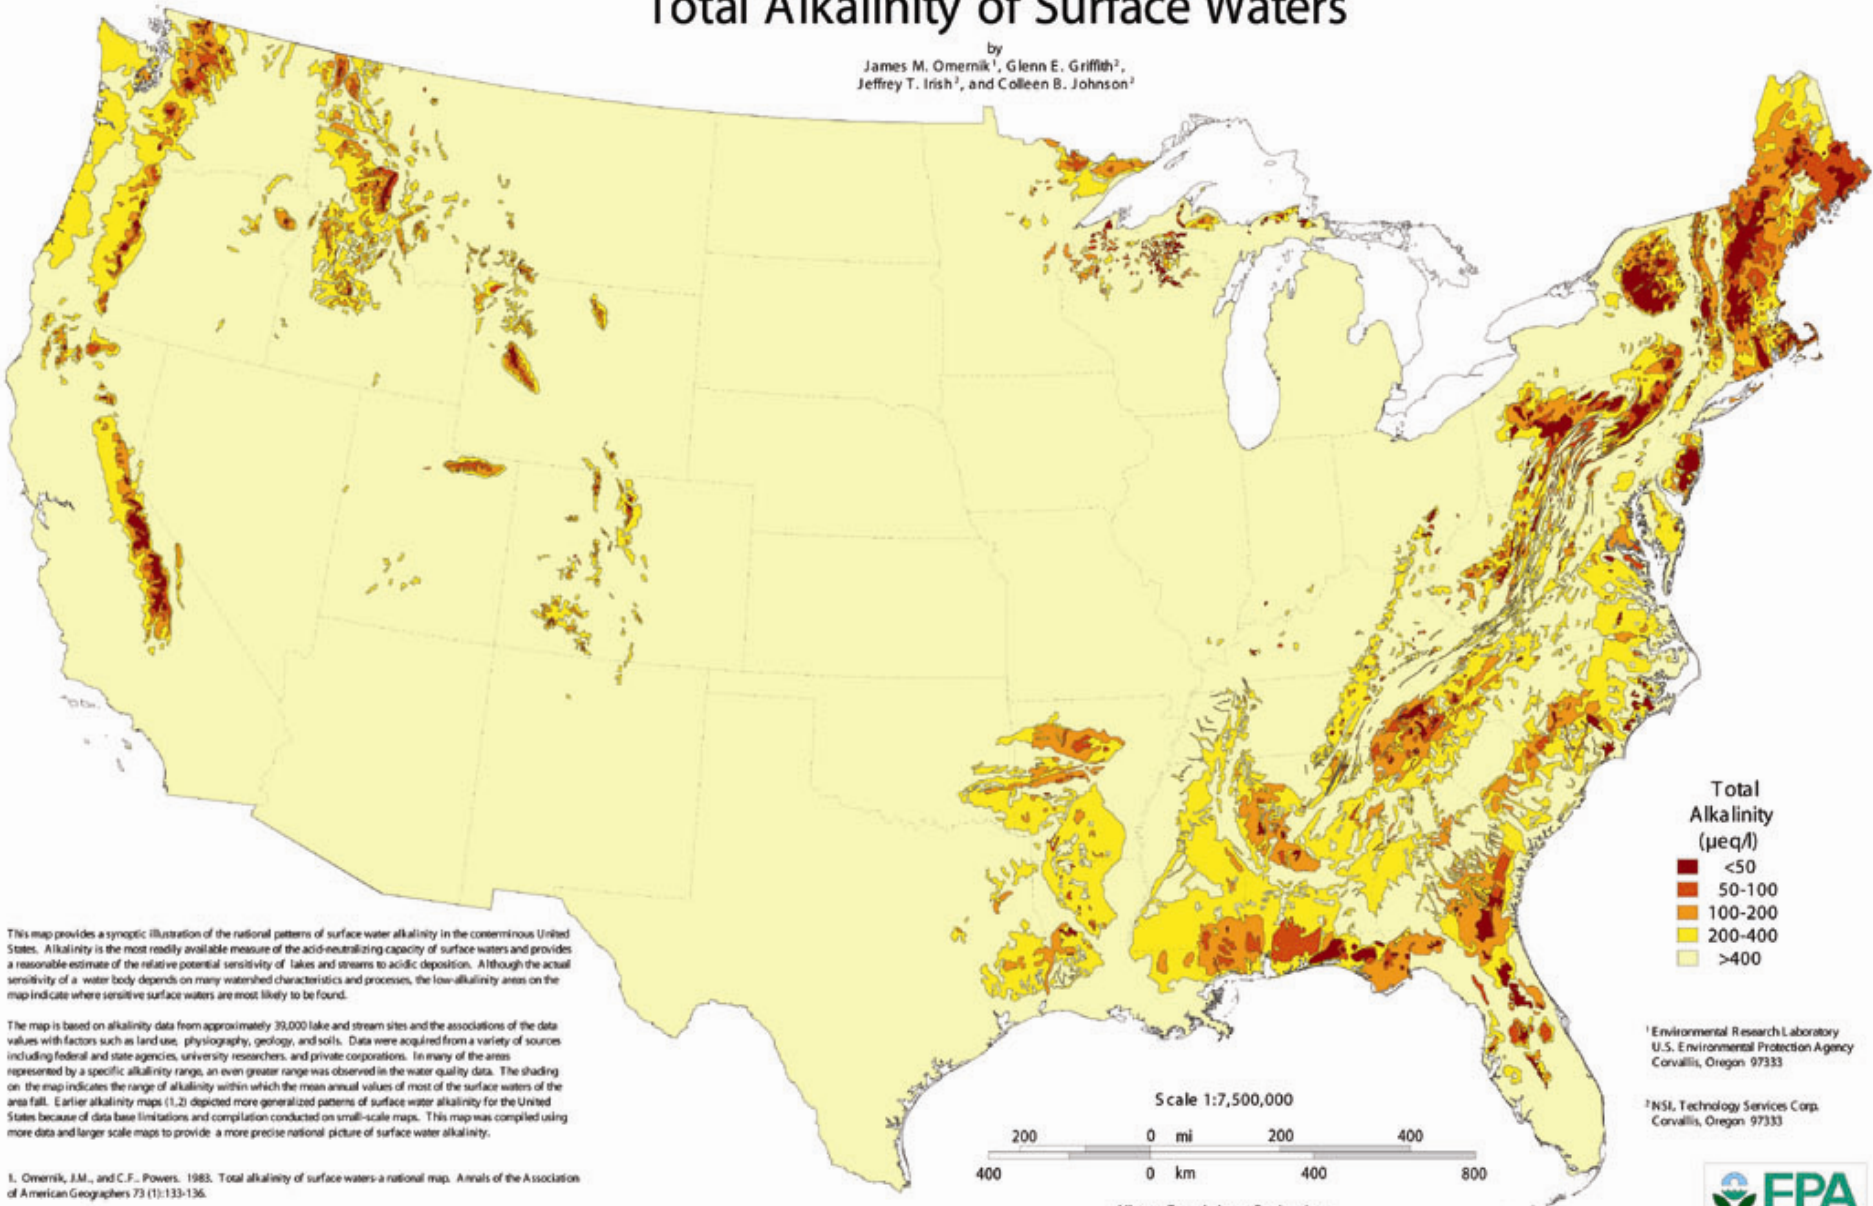 Total Alkalinity of Surface Waters
by
James M. Omernik¹, Glenn E. Griffith²,
Jeffrey T. Irish², and Colleen B. Johnson²
Total
Alkalinity
(µeq/l)
<50
50-100
100-200
200-400
>400
This map provides a synoptic illustration of the national patterns of surface water alkalinity in the conterminous United
States. Alkalinity is the most readily available measure of the acid-neutralizing capacity of surface waters and provides
a reasonable estimate of the relative potential sensitivity of lakes and streams to acidic deposition. Although the actual
sensitivity of a water body depends on many watershed characteristics and processes, the low-alkalinity areas on the
map indicate where sensitive surface waters are most likely to be found.
The map is based on alkalinity data from approximately 39,000 lake and stream sites and the associations of the data
values with factors such as land use, physiography, geology, and soils. Data were acquired from a variety of sources
including federal and state agencies, university researchers, and private corporations. In many of the areas
represented by a specific alkalinity range, an even greater range was observed in the water quality data. The shading
on the map indicates the range of alkalinity within which the mean annual values of most of the surface waters of the
area fall. Earlier alkalinity maps (1,2) depicted more generalized patterns of surface water alkalinity for the United
States because of data base limitations and compilation conducted on small-scale maps. This map was compiled using
more data and larger scale maps to provide a more precise national picture of surface water alkalinity.
1. Omernik, J.M., and C.F.. Powers. 1983. Total alkalinity of surface waters-a national map. Annals of the Association
of American Geographers 73 (1):133-136.
Scale 1:7,500,000
200 0 mi 200 400
400 0 km 400 800
¹ Environmental Research Laboratory
U.S. Environmental Protection Agency
Corvallis, Oregon 97333
² NSI, Technology Services Corp.
Corvallis, Oregon 97333
EPA